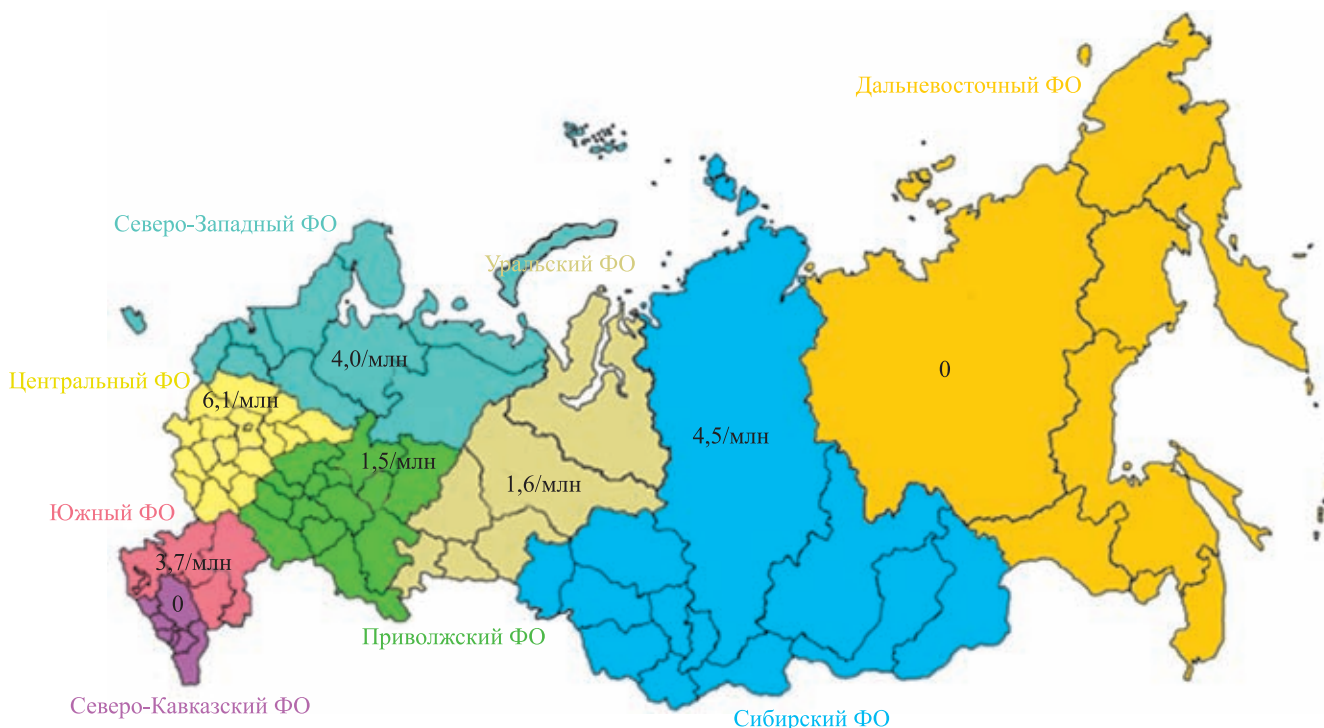 Дальневосточный ФО
Северо-Западный ФО
Уральский ФО
4,0/млн
0
Центральный ФО
6,1/млн
4,5/млн
1,5/млн
1,6/млн
Южный ФО
3,7/млн
0
Приволжский ФО
Северо-Кавказский ФО
Сибирский ФО